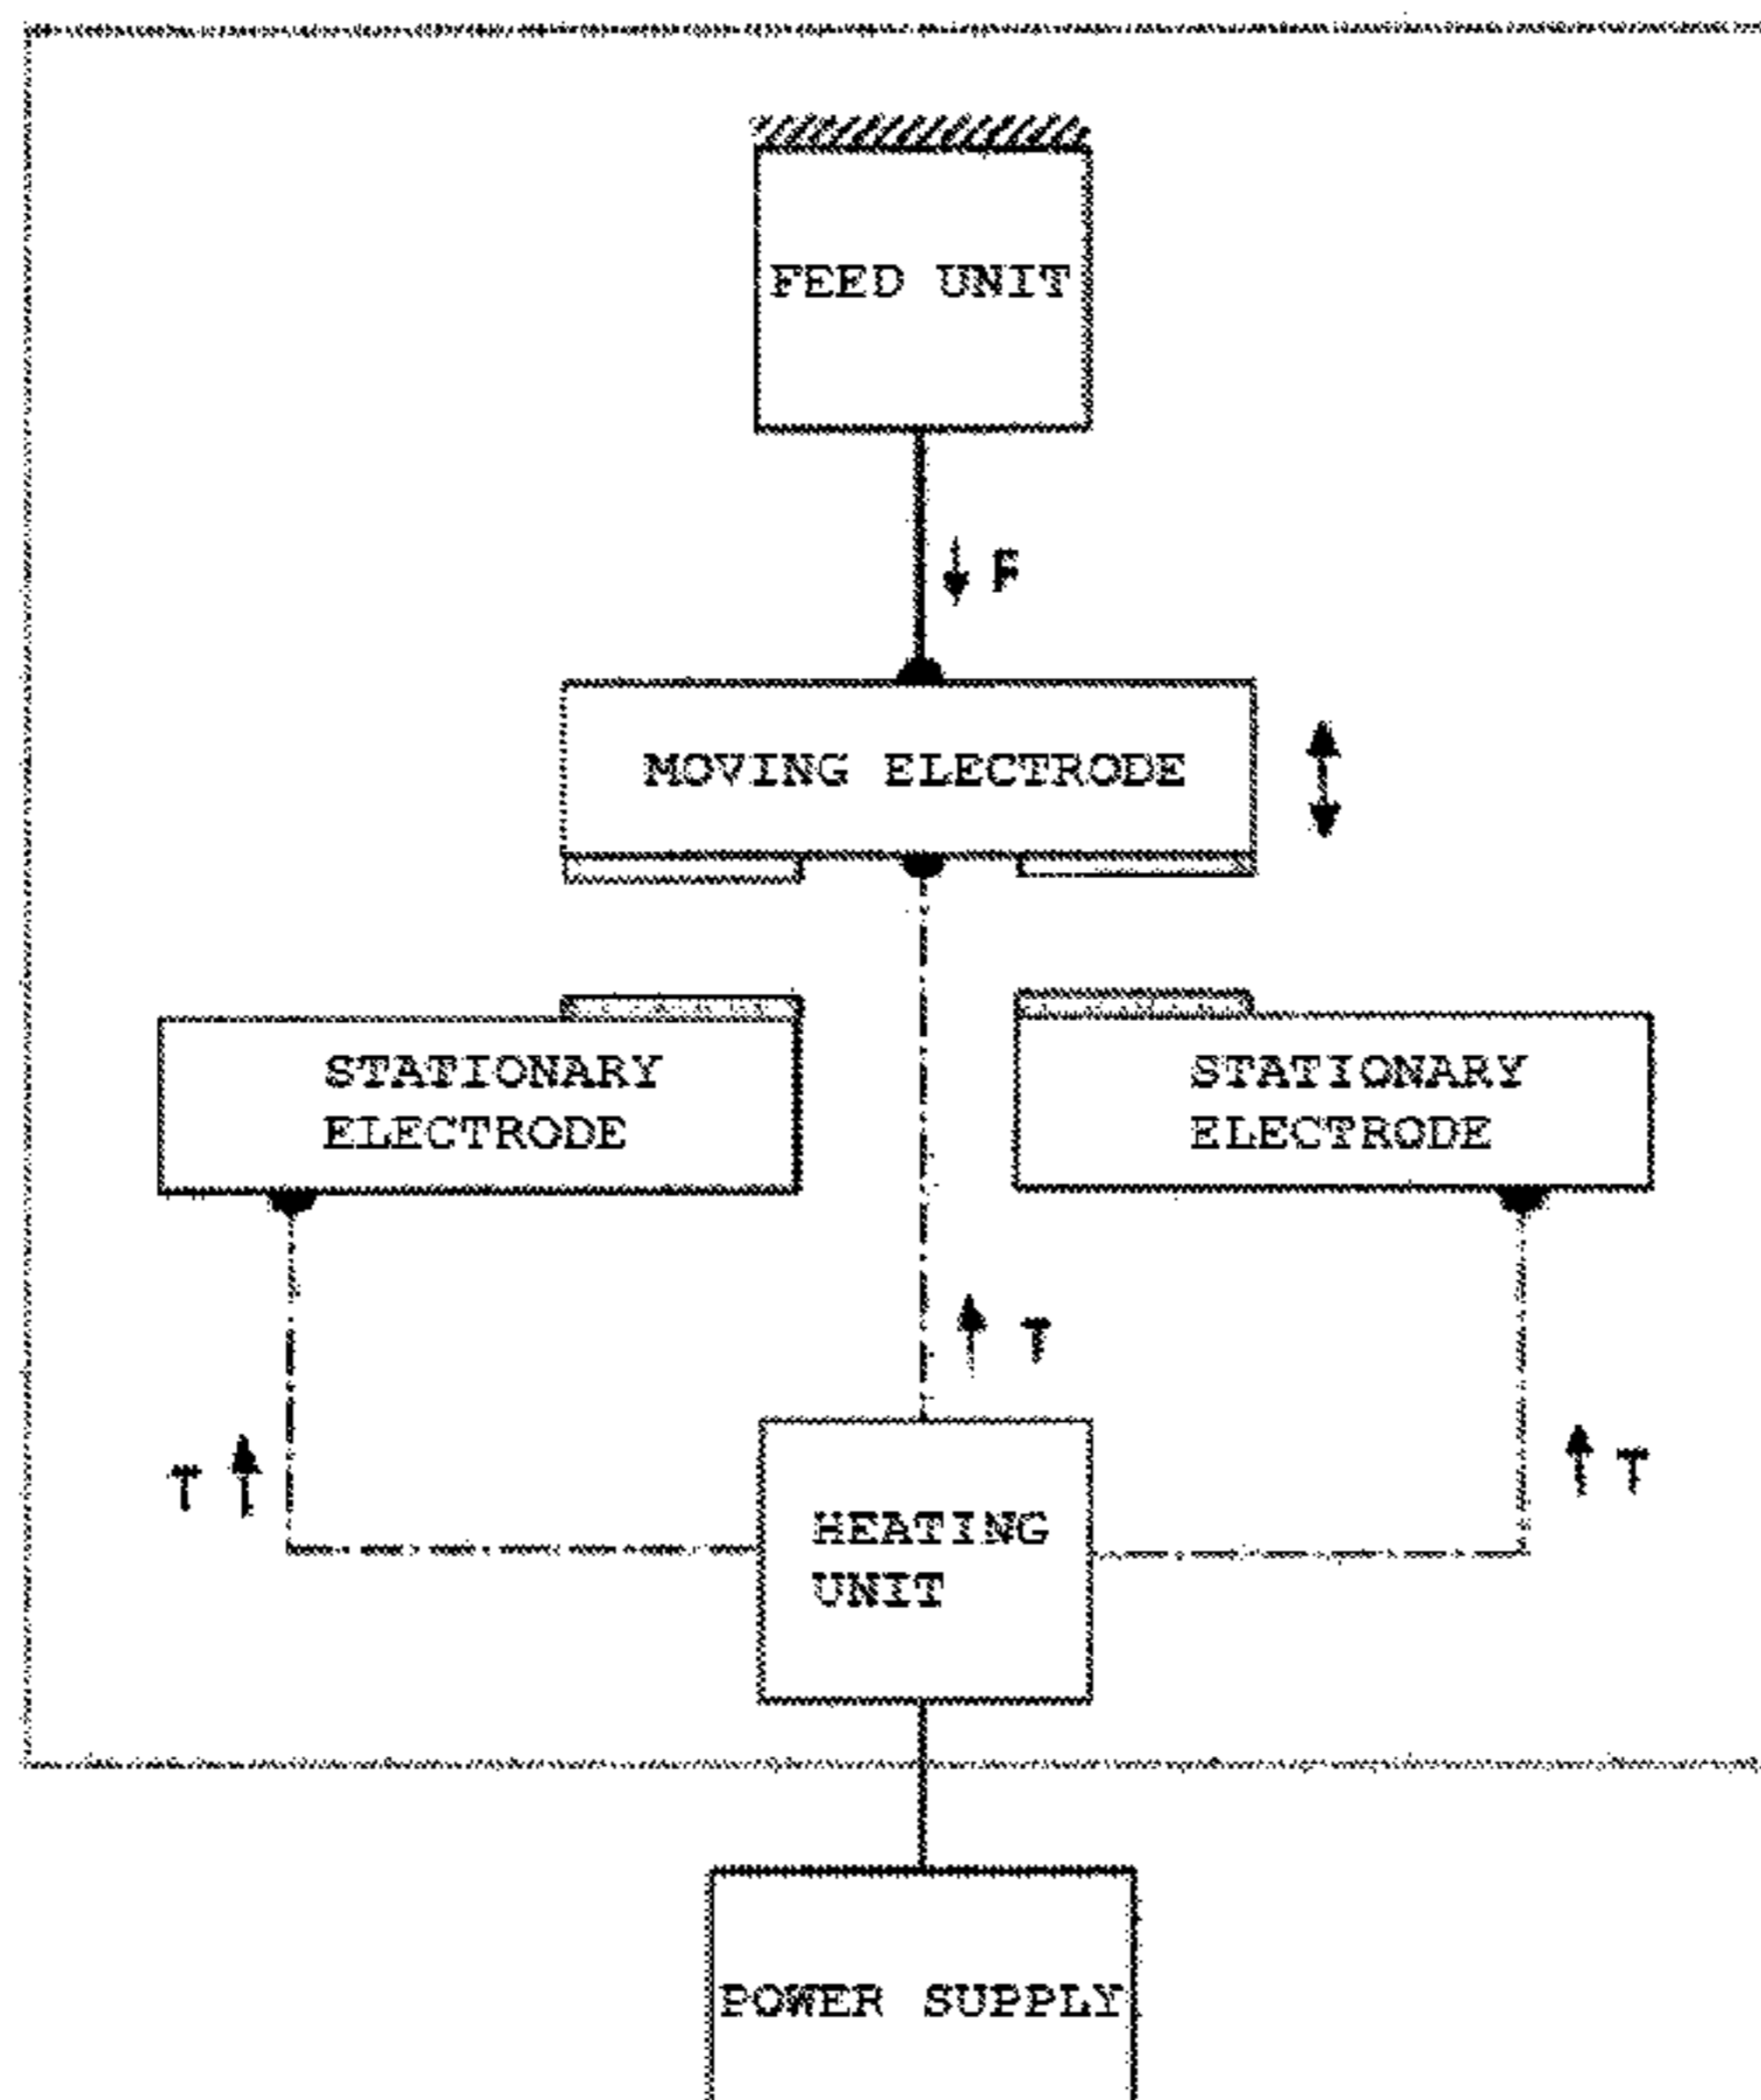 FEED UNIT
F
MOVING ELECTRODE
STATIONARY
ELECTRODE
STATIONARY
ELECTRODE
T
T
T
HEATING
UNIT
POWER SUPPLY